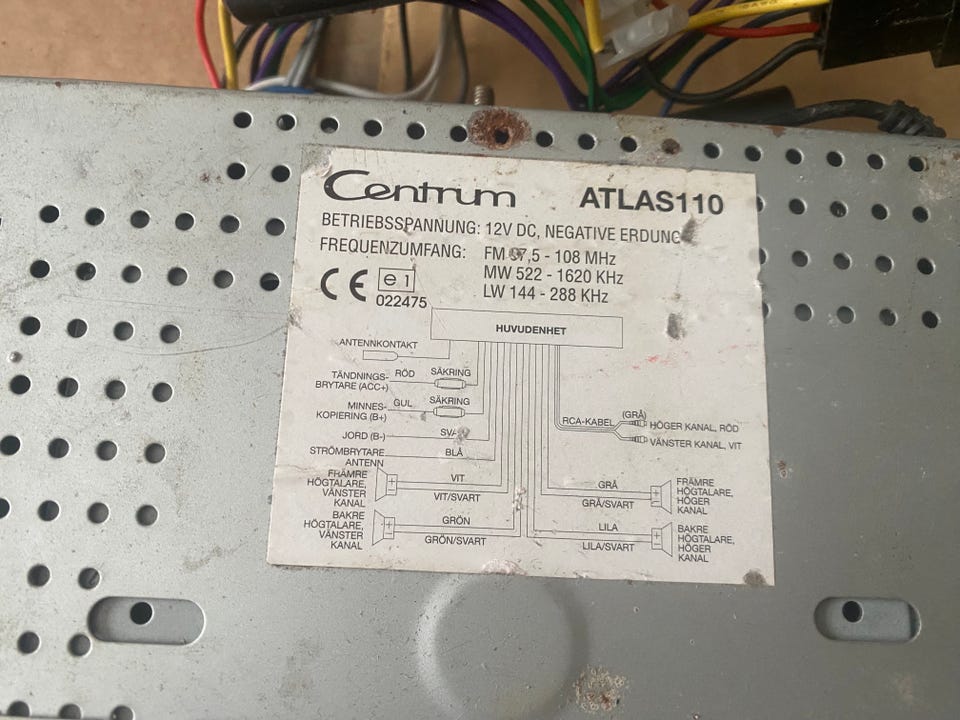 Centrum ATLAS110
BETRIEBSSPANNUNG: 12V DC, NEGATIVE ERDUNG
FREQUENZUMFANG: FM 87,5 - 108 MHz
MW 522 - 1620 KHz
LW 144 - 288 KHz
CE e1
022475
HUVUDENHET
ANTENNKONTAKT
TÄNDNINGS-
BRYTARE (ACC+)
RÖD
SÄKRING
MINNES-
KOPIERING (B+)
GUL
SÄKRING
JORD (B-)
STRÖMBRYTARE
ANTENN
BLÅ
FRÄMRE
HÖGTALARE,
VÄNSTER
KANAL
VIT
VIT/SVART
BAKRE
HÖGTALARE,
VÄNSTER
KANAL
GRÖN
GRÖN/SVART
RCA-KABEL
(GRÅ)
HÖGER KANAL, RÖD
VÄNSTER KANAL, VIT
GRÅ
GRÅ/SVART
FRÄMRE
HÖGTALARE,
HÖGER
KANAL
LILA
LILA/SVART
BAKRE
HÖGTALARE,
HÖGER
KANAL